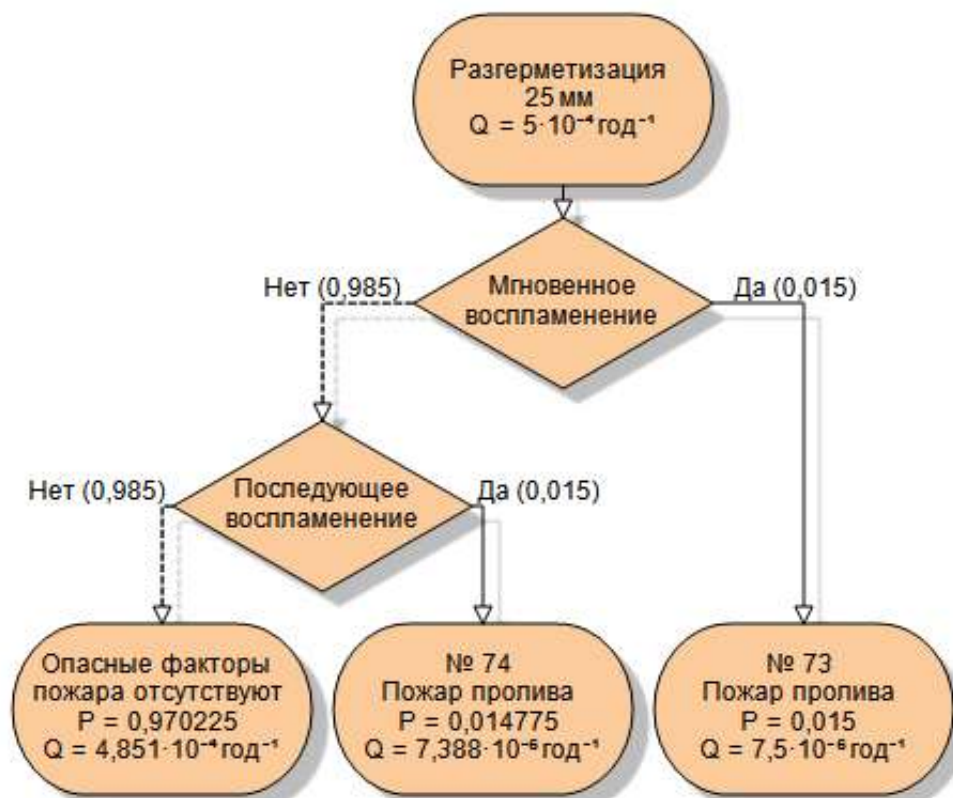 Разгерметизация
25 мм
Q = 5·10⁻⁴ год⁻¹
Нет (0,985)
Мгновенное
воспламенение
Да (0,015)
Нет (0,985)
Последующее
воспламенение
Да (0,015)
Опасные факторы
пожара отсутствуют
P = 0,970225
Q = 4,851·10⁻⁴ год⁻¹
№ 74
Пожар пролива
P = 0,014775
Q = 7,388·10⁻⁶ год⁻¹
№ 73
Пожар пролива
P = 0,015
Q = 7,5·10⁻⁶ год⁻¹